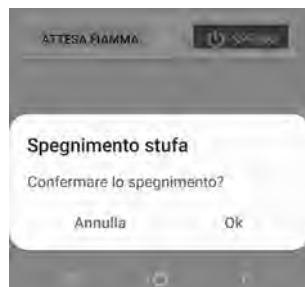 ATTESA FIAMMA
Spegnimento stufa
Confermare lo spegnimento?
Annulla Ok